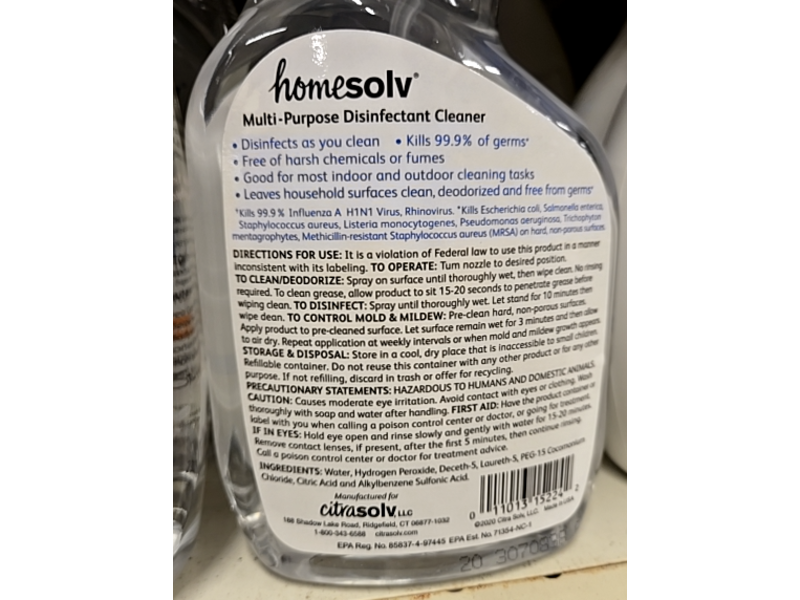 homesolv®
Multi-Purpose Disinfectant Cleaner
• Disinfects as you clean • Kills 99.9% of germs*
• Free of harsh chemicals or fumes
• Good for most indoor and outdoor cleaning tasks
• Leaves household surfaces clean, deodorized and free from germs*
†Kills 99.9% Influenza A H1N1 Virus, Rhinovirus. *Kills Escherichia coli, Salmonella enterica,
Staphylococcus aureus, Listeria monocytogenes, Pseudomonas aeruginosa, Trichophyton
mentagrophytes, Methicillin-resistant Staphylococcus aureus (MRSA) on hard, non-porous surfaces.
DIRECTIONS FOR USE: It is a violation of Federal law to use this product in a manner
inconsistent with its labeling. TO OPERATE: Turn nozzle to desired position.
TO CLEAN/DEODORIZE: Spray on surface until thoroughly wet, then wipe clean. No rinsing
required. To clean grease, allow product to sit 15-20 seconds to penetrate grease before
wiping clean. TO DISINFECT: Spray until thoroughly wet. Let stand for 10 minutes then
wipe clean. TO CONTROL MOLD & MILDEW: Pre-clean hard, non-porous surfaces.
Apply product to pre-cleaned surface. Let surface remain wet for 3 minutes and then allow
to air dry. Repeat application at weekly intervals or when mold and mildew growth appears.
STORAGE & DISPOSAL: Store in a cool, dry place that is inaccessible to small children.
Refillable container. Do not reuse this container with any other product or for any other
purpose. If not refilling, discard in trash or offer for recycling.
PRECAUTIONARY STATEMENTS: HAZARDOUS TO HUMANS AND DOMESTIC ANIMALS.
CAUTION: Causes moderate eye irritation. Avoid contact with eyes or clothing. Wash
thoroughly with soap and water after handling. FIRST AID: Have the product container or
label with you when calling a poison control center or doctor, or going for treatment.
IF IN EYES: Hold eye open and rinse slowly and gently with water for 15-20 minutes.
Remove contact lenses, if present, after the first 5 minutes, then continue rinsing.
Call a poison control center or doctor for treatment advice.
INGREDIENTS: Water, Hydrogen Peroxide, Deceth-5, Laureth-5, PEG-15 Cocomonium
Chloride, Citric Acid and Alkylbenzene Sulfonic Acid.
Manufactured for
citrasolv, LLC
188 Shadow Lake Road, Ridgefield, CT 06877-1032
1-800-343-6588 citrasolv.com
EPA Reg. No. 85837-4-97445 EPA Est. No. 71354-NC-1
0 11013 15224 2
©2020 Citra Solv, LLC. Made in USA